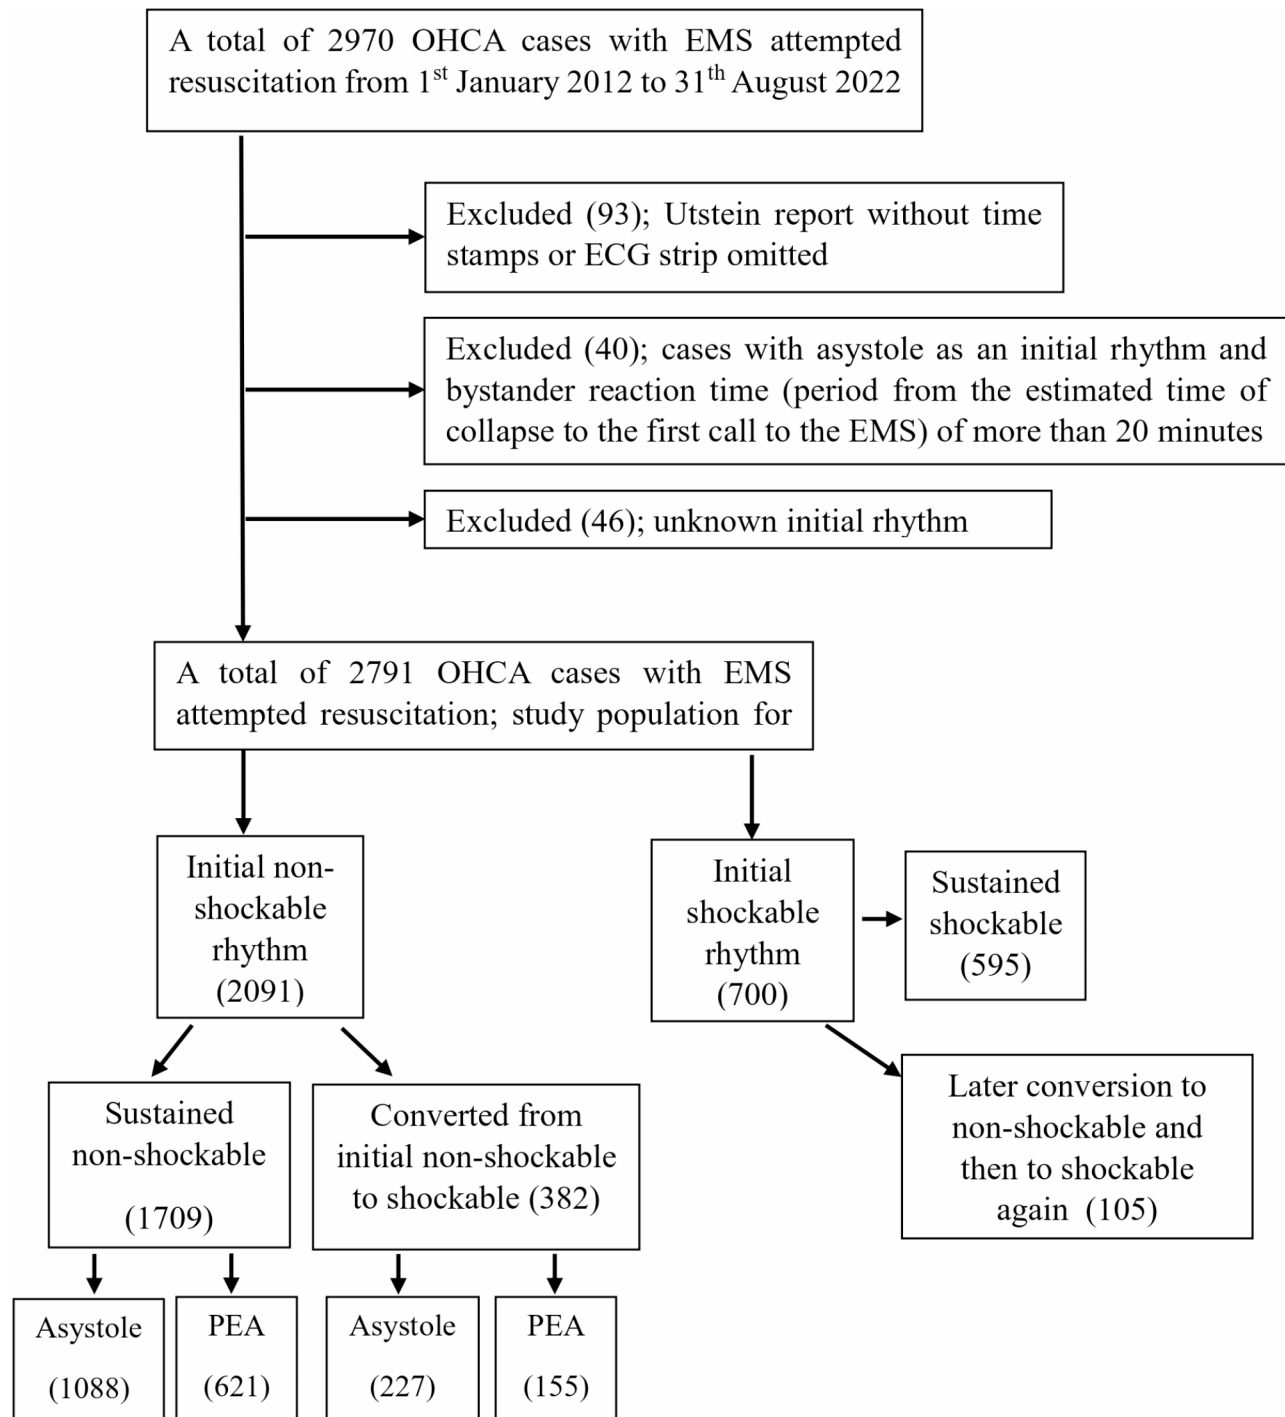 A total of 2970 OHCA cases with EMS attempted
resuscitation from 1st January 2012 to 31th August 2022
Excluded (93); Utstein report without time
stamps or ECG strip omitted
Excluded (40); cases with asystole as an initial rhythm and
bystander reaction time (period from the estimated time of
collapse to the first call to the EMS) of more than 20 minutes
Excluded (46); unknown initial rhythm
A total of 2791 OHCA cases with EMS
attempted resuscitation; study population for
Initial non-
shockable
rhythm
(2091)
Initial
shockable
rhythm
(700)
Sustained
shockable
(595)
Sustained
non-shockable
(1709)
Converted from
initial non-shockable
to shockable (382)
Later conversion to
non-shockable and
then to shockable
again (105)
Asystole
(1088)
PEA
(621)
Asystole
(227)
PEA
(155)